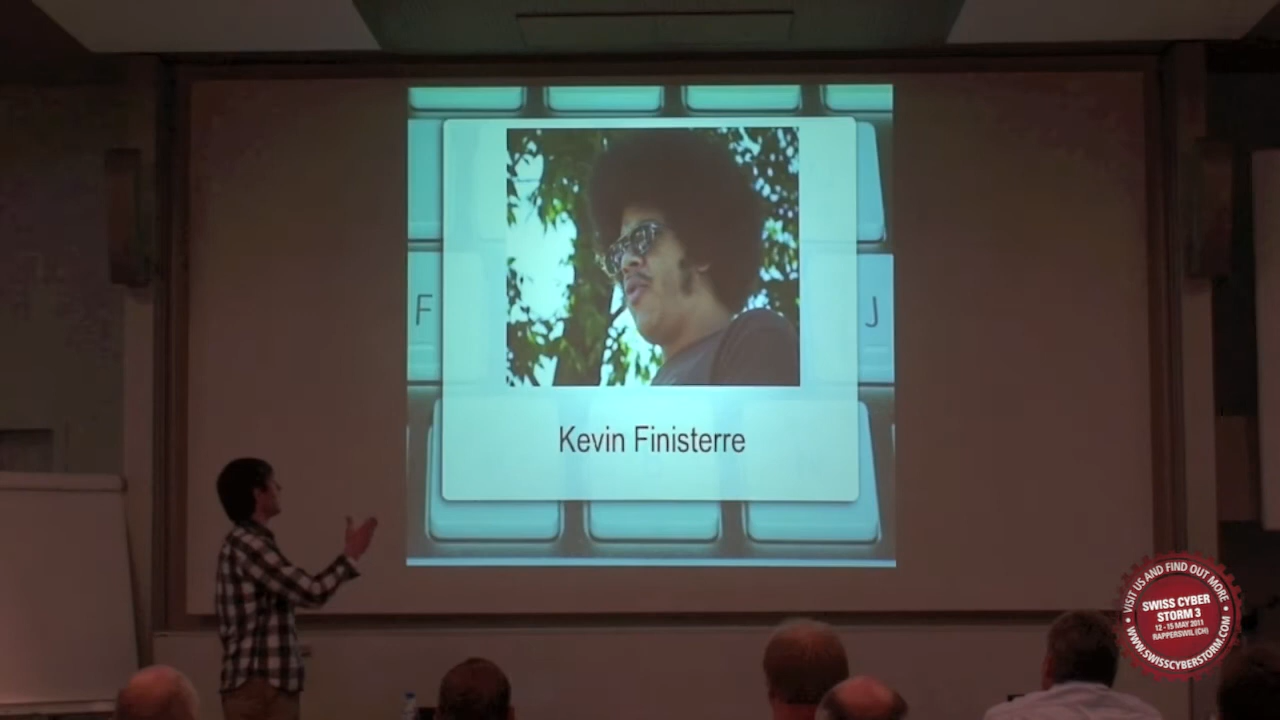 F
J
Kevin Finisterre
VISIT US AND FIND OUT MORE
SWISS CYBER
STORM 3
12 - 15 MAY 2011
RAPPERSWIL (CH)
WWW.SWISSCYBERSTORM.COM